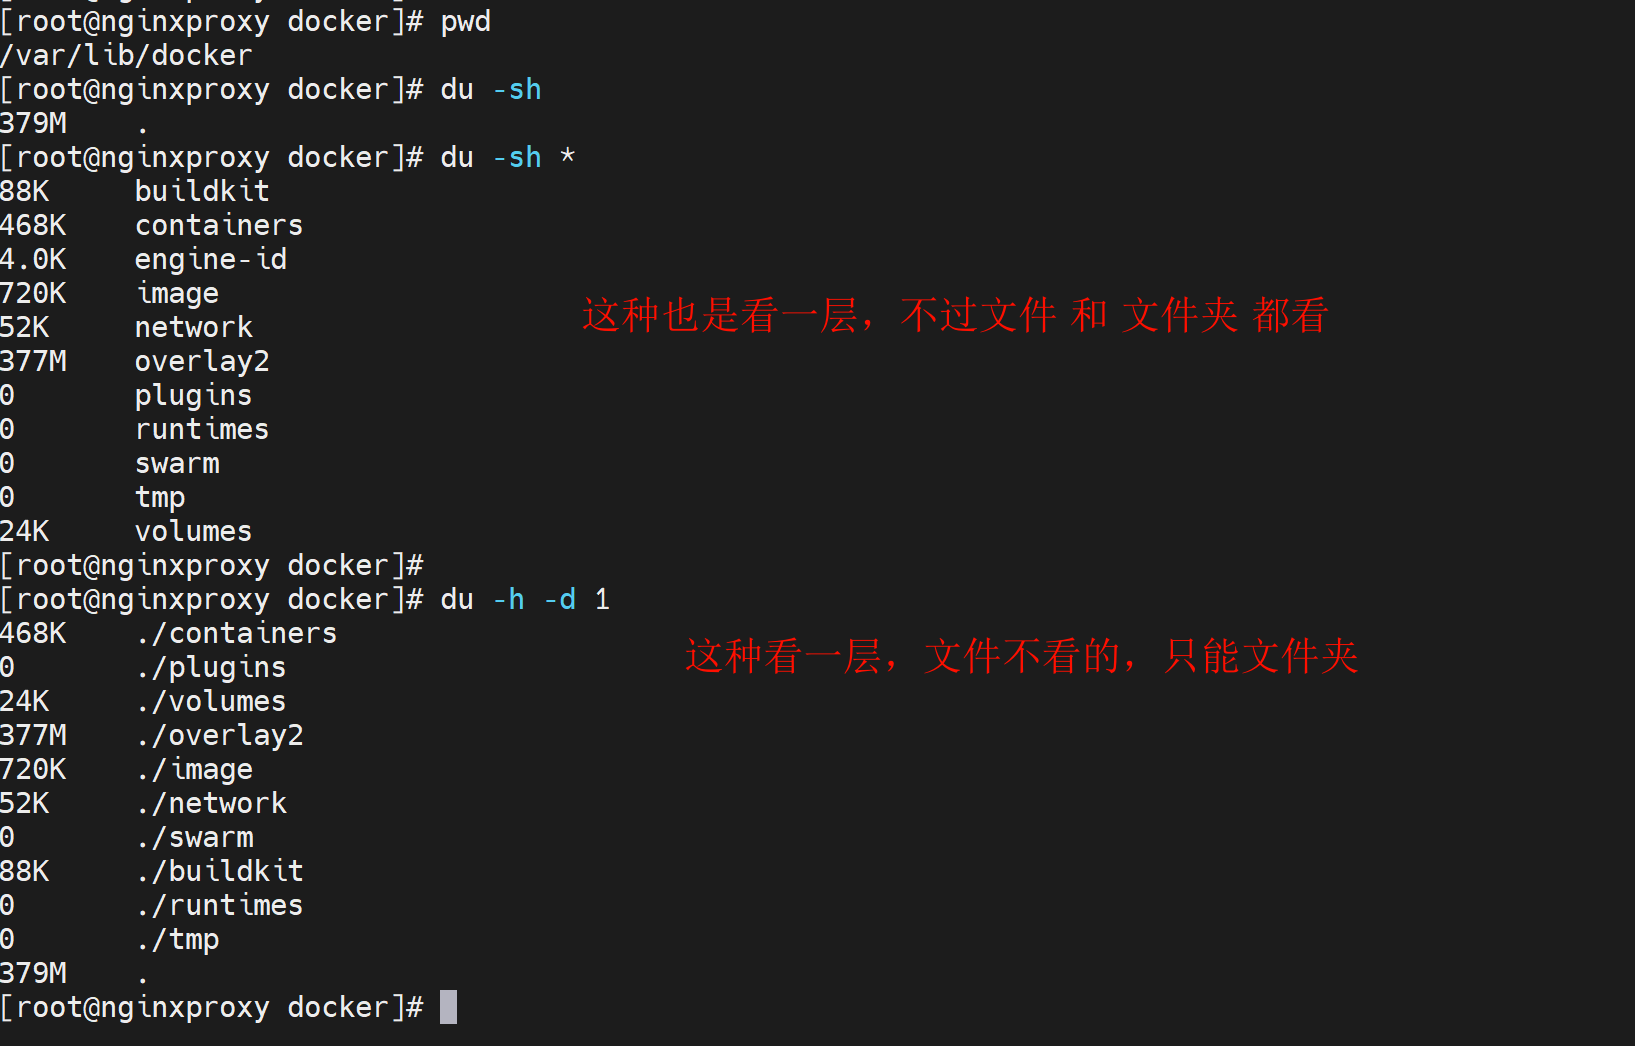 [root@nginxproxy docker]# pwd
/var/lib/docker
[root@nginxproxy docker]# du -sh
379M    .
[root@nginxproxy docker]# du -sh *
88K     buildkit
468K    containers
4.0K    engine-id
720K    image
这种也是看一层，不过文件 和 文件夹 都看
52K     network
377M    overlay2
0       plugins
0       runtimes
0       swarm
0       tmp
24K     volumes
[root@nginxproxy docker]#
[root@nginxproxy docker]# du -h -d 1
468K    ./containers
这种看一层，文件不看的，只能文件夹
0       ./plugins
24K     ./volumes
377M    ./overlay2
720K    ./image
52K     ./network
0       ./swarm
88K     ./buildkit
0       ./runtimes
0       ./tmp
379M    .
[root@nginxproxy docker]#